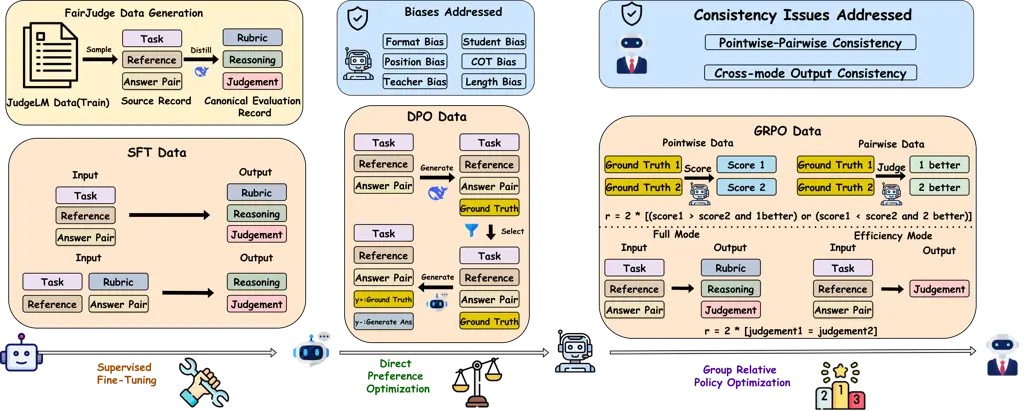 FairJudge Data Generation
Sample
Task
Reference
Answer Pair
Distill
Rubric
Reasoning
Judgement
JudgeLM Data(Train)
Source Record
Canonical Evaluation
Record
SFT Data
Input
Output
Task
Reference
Answer Pair
Rubric
Reasoning
Judgement
Input
Output
Task
Rubric
Reference
Answer Pair
Reasoning
Judgement
Supervised
Fine-Tuning
Biases Addressed
Format Bias
Student Bias
Position Bias
COT Bias
Teacher Bias
Length Bias
DPO Data
Task
Reference
Answer Pair
Generate
Task
Reference
Answer Pair
Ground Truth
Select
Task
Reference
Answer Pair
Ground Truth
Generate
Task
Reference
Answer Pair
y+:Ground Truth
y-:Generate Ans
Direct
Preference
Optimization
Consistency Issues Addressed
Pointwise-Pairwise Consistency
Cross-mode Output Consistency
GRPO Data
Pointwise Data
Ground Truth 1
Ground Truth 2
Score
Score 1
Score 2
Pairwise Data
Ground Truth 1
Ground Truth 2
Judge
1 better
2 better
r = 2 * [(score1 > score2 and 1better) or (score1 < score2 and 2 better)]
Full Mode
Input
Output
Task
Reference
Answer Pair
Rubric
Reasoning
Judgement
Efficiency Mode
Input
Output
Task
Reference
Answer Pair
Judgement
r = 2 * [judgement1 = judgement2]
Group Relative
Policy Optimization
2
1
3